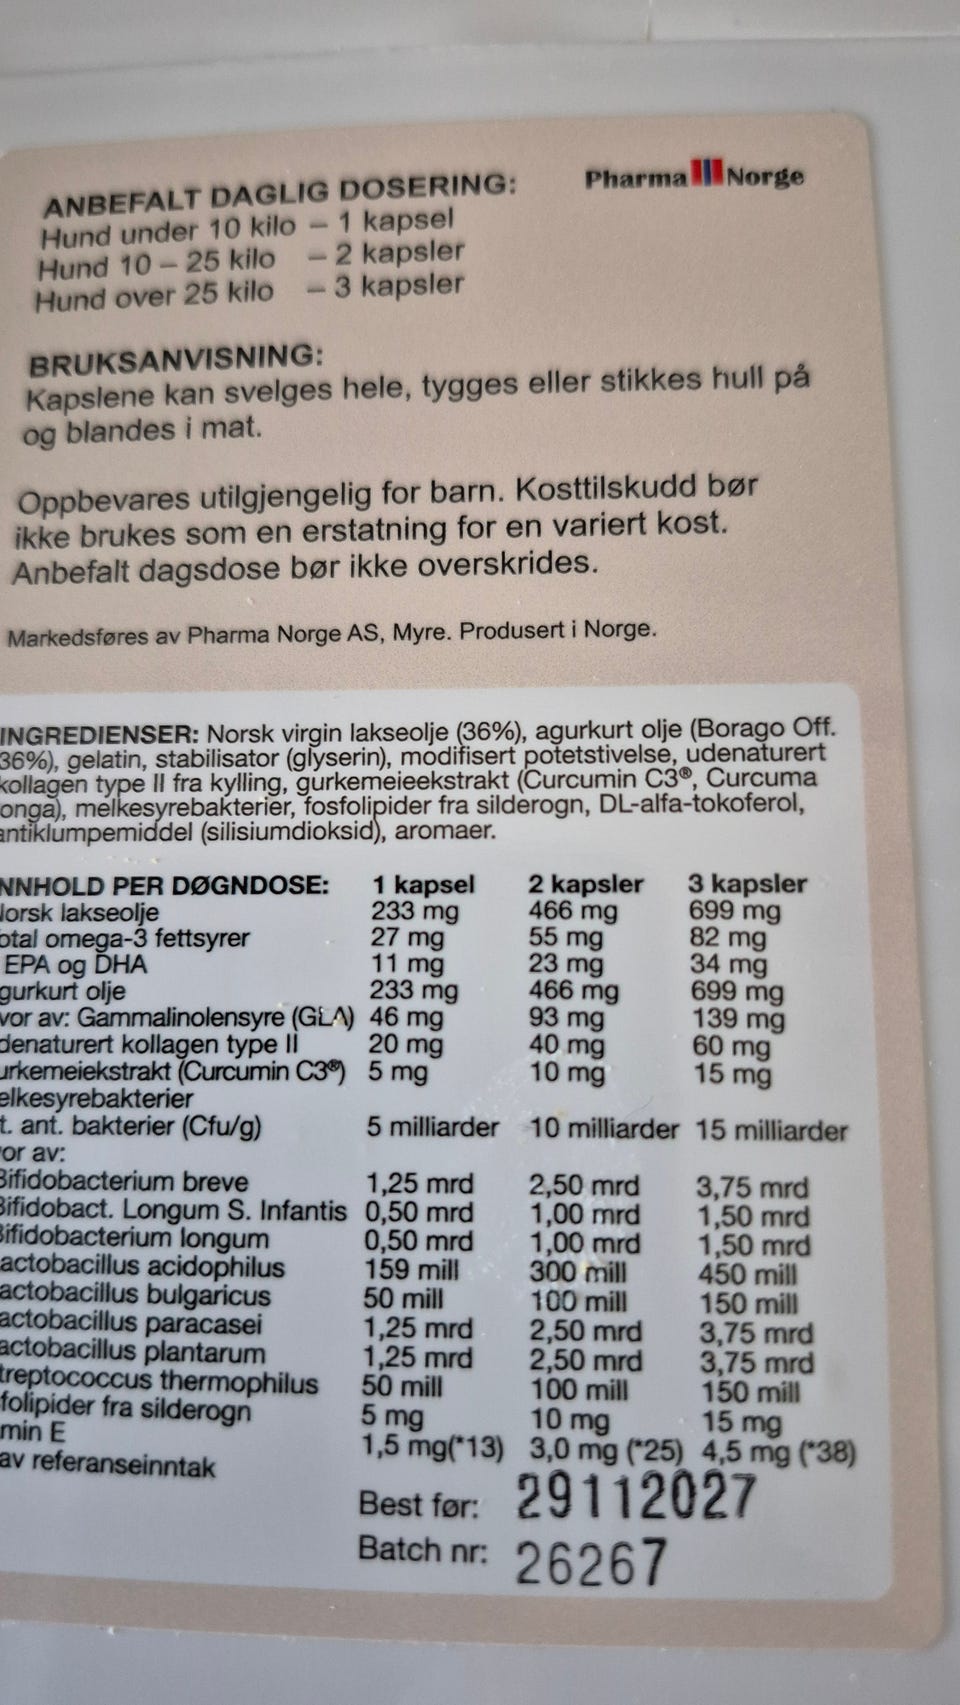 Pharma Norge
ANBEFALT DAGLIG DOSERING:
Hund under 10 kilo – 1 kapsel
Hund 10 – 25 kilo – 2 kapsler
Hund over 25 kilo – 3 kapsler
BRUKSANVISNING:
Kapslene kan svelges hele, tygges eller stikkes hull på
og blandes i mat.
Oppbevares utilgjengelig for barn. Kosttilskudd bør
ikke brukes som en erstatning for en variert kost.
Anbefalt dagsdose bør ikke overskrides.
Markedsføres av Pharma Norge AS, Myre. Produsert i Norge.
INGREDIENSER: Norsk virgin lakseolje (36%), agurkurt olje (Borago Off.
36%), gelatin, stabilisator (glyserin), modifisert potetstivelse, udenaturert
kollagen type II fra kylling, gurkemeieekstrakt (Curcumin C3®, Curcuma
onga), melkesyrebakterier, fosfolipider fra silderogn, DL-alfa-tokoferol,
antiklumpemiddel (silisiumdioksid), aromaer.
NNHOLD PER DØGNDOSE: 1 kapsel 2 kapsler 3 kapsler
Norsk lakseolje 233 mg 466 mg 699 mg
otal omega-3 fettsyrer 27 mg 55 mg 82 mg
EPA og DHA 11 mg 23 mg 34 mg
gurkurt olje 233 mg 466 mg 699 mg
vor av: Gammalinolensyre (GLA) 46 mg 93 mg 139 mg
denaturert kollagen type II 20 mg 40 mg 60 mg
urkemeiekstrakt (Curcumin C3®) 5 mg 10 mg 15 mg
elkesyrebakterier
t. ant. bakterier (Cfu/g) 5 milliarder 10 milliarder 15 milliarder
or av:
Bifidobacterium breve 1,25 mrd 2,50 mrd 3,75 mrd
Bifidobact. Longum S. Infantis 0,50 mrd 1,00 mrd 1,50 mrd
Bifidobacterium longum 0,50 mrd 1,00 mrd 1,50 mrd
actobacillus acidophilus 159 mill 300 mill 450 mill
actobacillus bulgaricus 50 mill 100 mill 150 mill
actobacillus paracasei 1,25 mrd 2,50 mrd 3,75 mrd
actobacillus plantarum 1,25 mrd 2,50 mrd 3,75 mrd
treptococcus thermophilus 50 mill 100 mill 150 mill
folipider fra silderogn 5 mg 10 mg 15 mg
min E 1,5 mg(*13) 3,0 mg (*25) 4,5 mg (*38)
av referanseinntak
Best før: 29112027
Batch nr: 26267